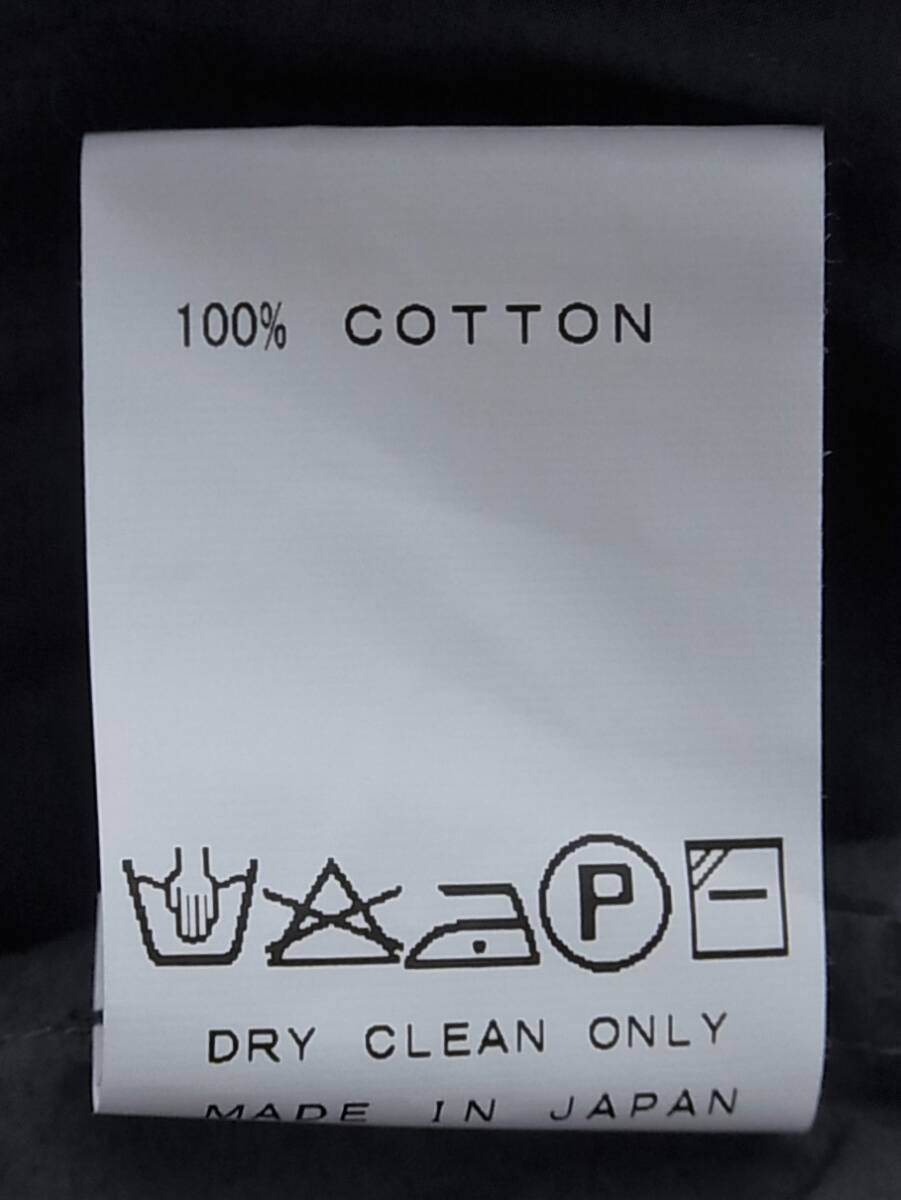 100% COTTON
P
DRY CLEAN ONLY
MADE IN JAPAN